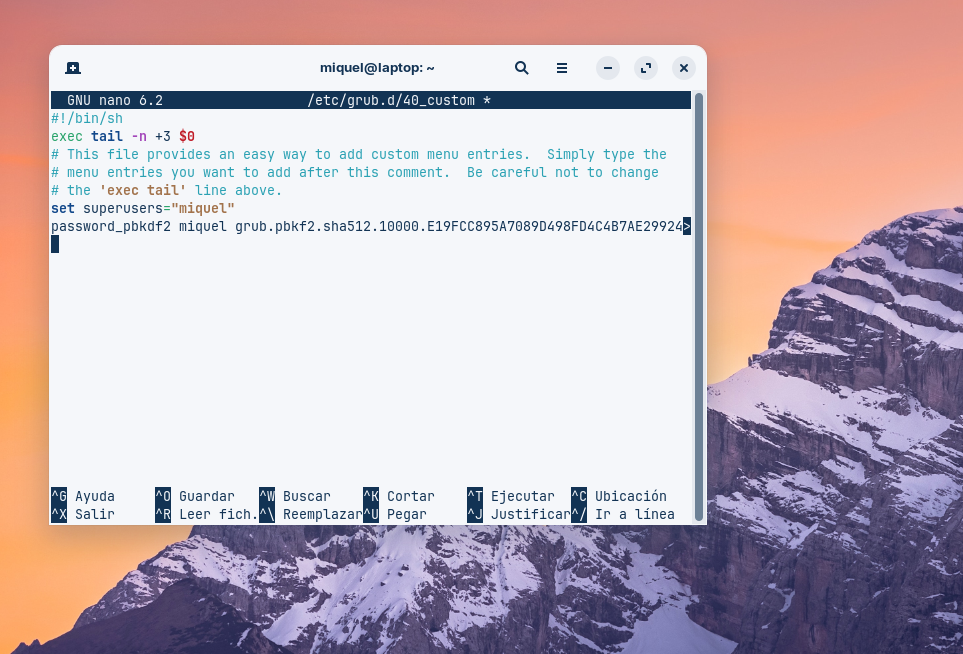 miquel@laptop: ~
GNU nano 6.2 /etc/grub.d/40_custom *
#!/bin/sh
exec tail -n +3 $0
# This file provides an easy way to add custom menu entries.  Simply type the
# menu entries you want to add after this comment.  Be careful not to change
# the 'exec tail' line above.
set superusers="miquel"
password_pbkdf2 miquel grub.pbkf2.sha512.10000.E19FCC895A7089D498FD4C4B7AE29924>
^G Ayuda ^O Guardar ^W Buscar ^K Cortar ^T Ejecutar ^C Ubicación
^X Salir ^R Leer fich. ^\ Reemplazar ^U Pegar ^J Justificar ^/ Ir a línea